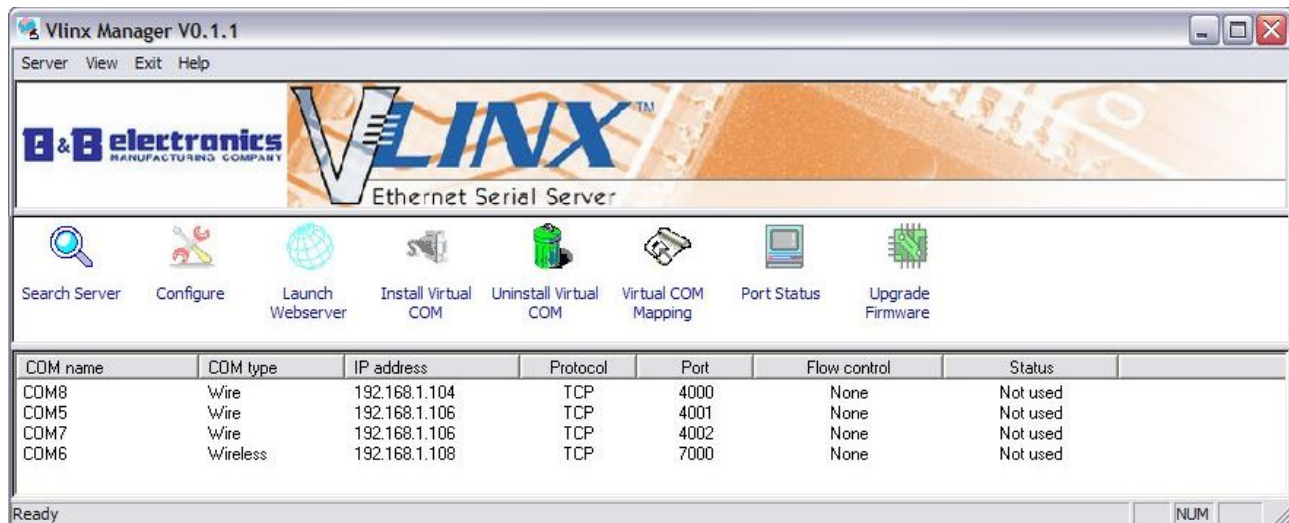 Vlinx Manager V0.1.1
Server View Exit Help
B&B electronics
MANUFACTURING COMPANY
VLINX™
Ethernet Serial Server
Search Server
Configure
Launch
Webserver
Install Virtual
COM
Uninstall Virtual
COM
Virtual COM
Mapping
Port Status
Upgrade
Firmware
COM name COM type IP address Protocol Port Flow control Status
COM8 Wire 192.168.1.104 TCP 4000 None Not used
COM5 Wire 192.168.1.106 TCP 4001 None Not used
COM7 Wire 192.168.1.106 TCP 4002 None Not used
COM6 Wireless 192.168.1.108 TCP 7000 None Not used
Ready NUM